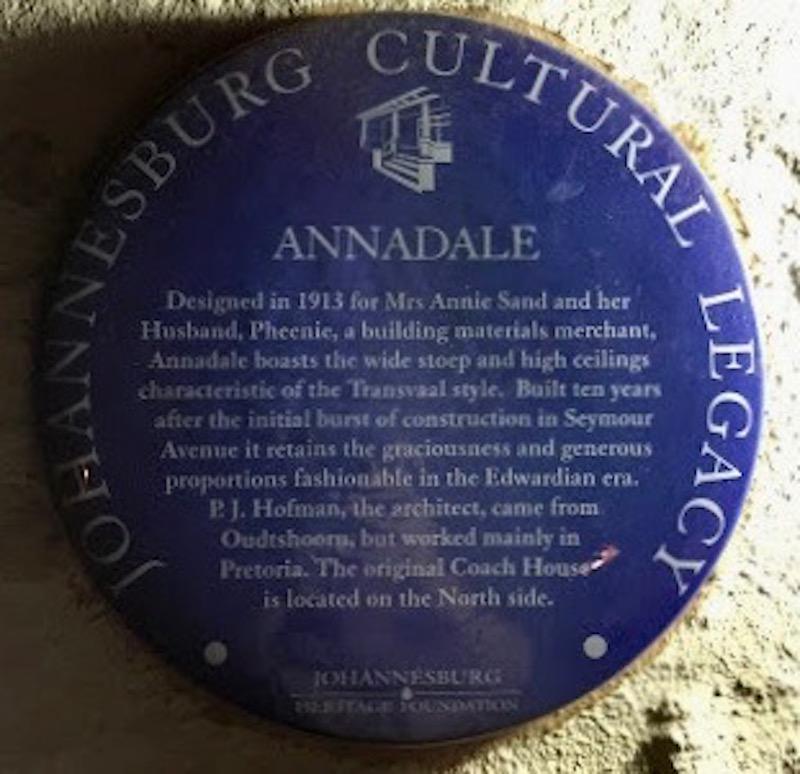 JOHANNESBURG CULTURAL LEGACY
ANNADALE
Designed in 1913 for Mrs Annie Sand and her
Husband, Pheenie, a building materials merchant,
Annadale boasts the wide stoep and high ceilings
characteristic of the Transvaal style. Built ten years
after the initial burst of construction in Seymour
Avenue it retains the graciousness and generous
proportions fashionable in the Edwardian era.
P. J. Hofman, the architect, came from
Oudtshoorn, but worked mainly in
Pretoria. The original Coach House
is located on the North side.
JOHANNESBURG
HERITAGE FOUNDATION